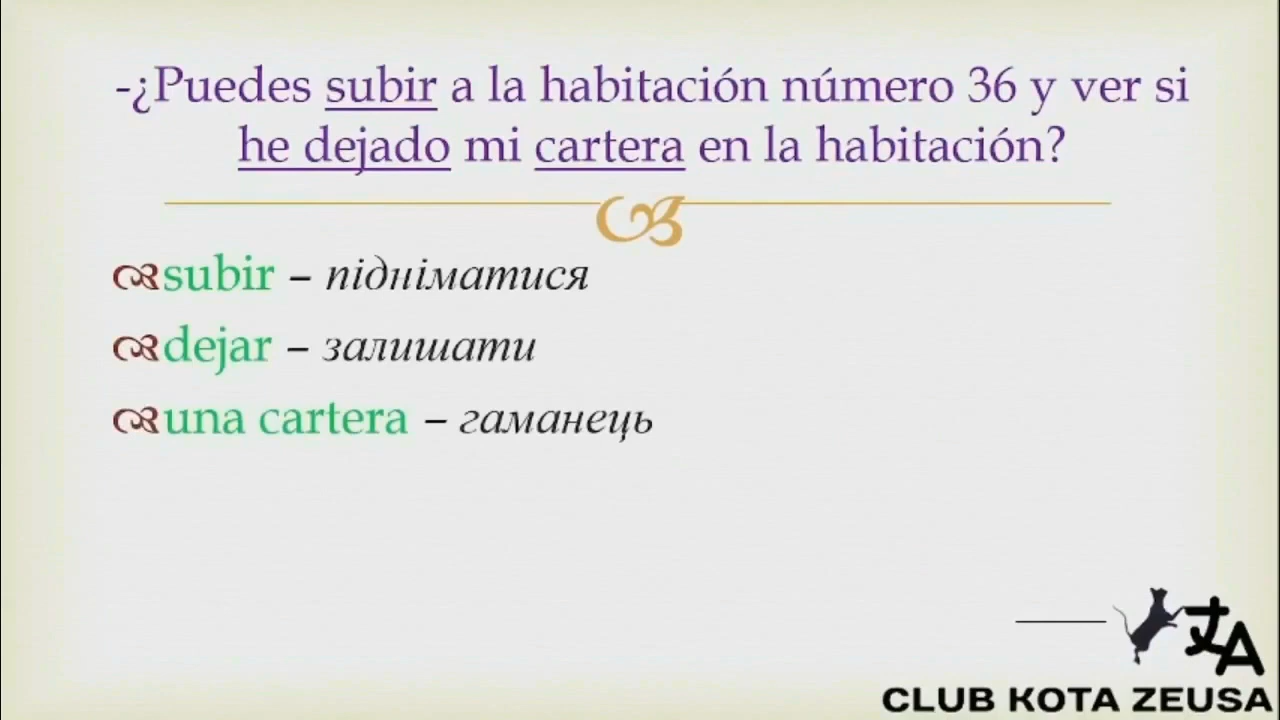 -¿Puedes subir a la habitación número 36 y ver si
he dejado mi cartera en la habitación?
subir – підніматися
dejar – залишати
una cartera – гаманець
CLUB KOTA ZEUSA